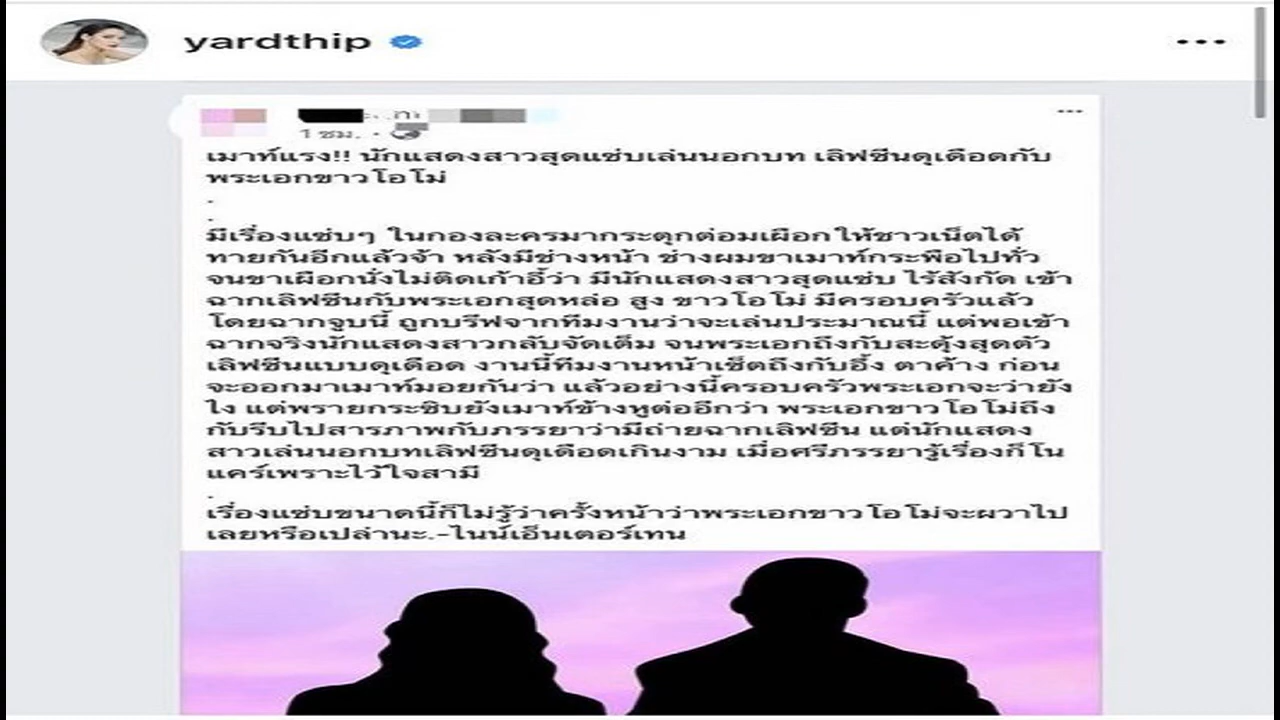 yardthip
1 ชม.
เมาท์แรง!! นักแสดงสาวสุดแซ่บเล่นนอกบท เลิฟซีนดุเดือดกับ
พระเอกขาวโอโม่
.
.
มีเรื่องแซ่บๆ ในกองละครมากระตุกต่อมเผือกให้ชาวเน็ตได้
ทายกันอีกแล้วจ้า หลังมีช่างหน้า ช่างผมขาเมาท์กระพือไปทั่ว
จนขาเผือกนั่งไม่ติดเก้าอี้ว่า มีนักแสดงสาวสุดแซ่บ ไร้สังกัด เข้า
ฉากเลิฟซีนกับพระเอกสุดหล่อ สูง ขาวโอโม่ มีครอบครัวแล้ว
โดยฉากจูบนี้ ถูกบรีฟจากทีมงานว่าจะเล่นประมาณนี้ แต่พอเข้า
ฉากจริงนักแสดงสาวกลับจัดเต็ม จนพระเอกถึงกับสะดุ้งสุดตัว
เลิฟซีนแบบดุเดือด งานนี้ทีมงานหน้าเซ็ตถึงกับอึ้ง ตาค้าง ก่อน
จะออกมาเมาท์มอยกันว่า แล้วอย่างนี้ครอบครัวพระเอกจะว่ายัง
ไง แต่พรายกระซิบยังเมาท์ข้างหูต่ออีกว่า พระเอกขาวโอโม่ถึง
กับรีบไปสารภาพกับภรรยาว่ามีถ่ายฉากเลิฟซีน แต่นักแสดง
สาวเล่นนอกบทเลิฟซีนดุเดือดเกินงาม เมื่อศรีภรรยารู้เรื่องก็โน
แคร์เพราะไว้ใจสามี
.
เรื่องแซ่บขนาดนี้ก็ไม่รู้ว่าครั้งหน้าว่าพระเอกขาวโอโม่จะผวาไป
เลยหรือเปล่านะ.-ไนน์เอ็นเตอร์เทน